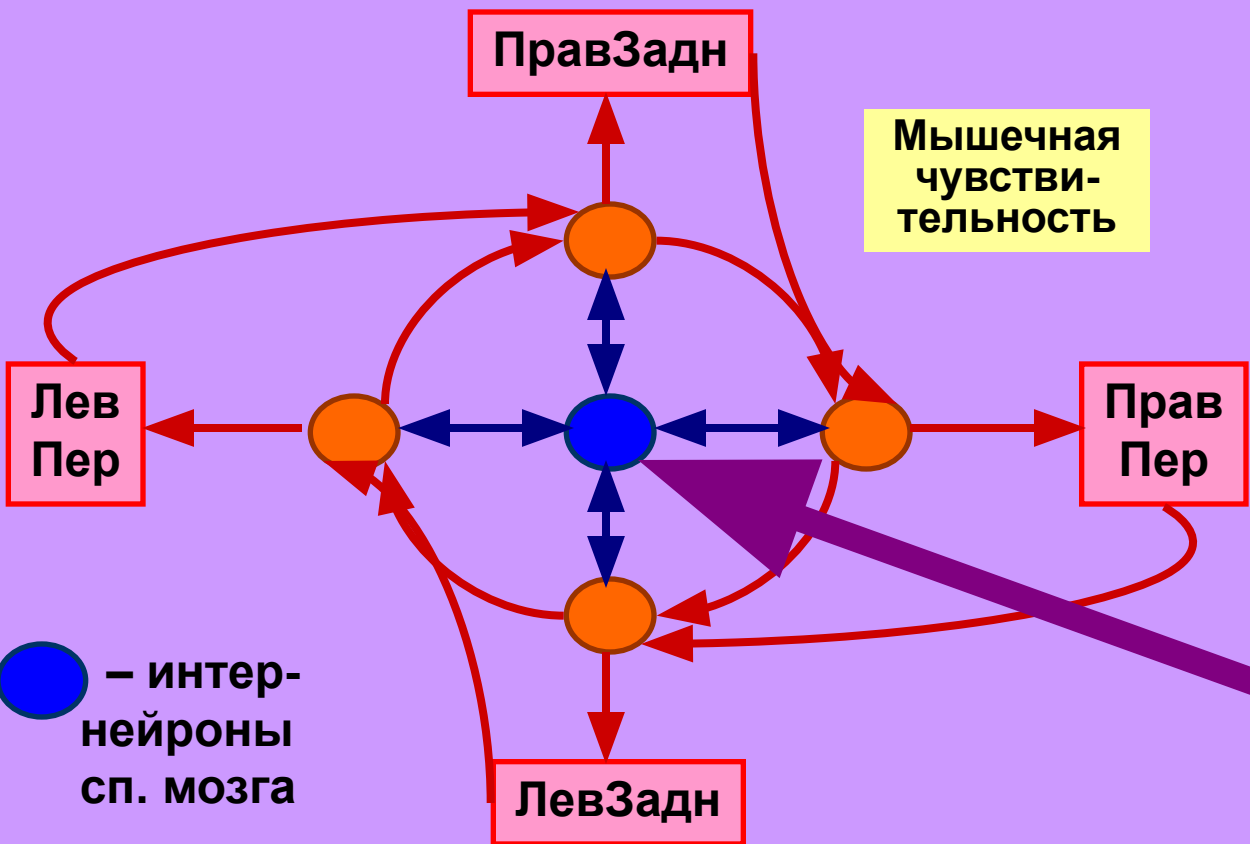 ПравЗадн
Мышечная
чувстви-
тельность
Лев
Пер
Прав
Пер
– интер-
нейроны
сп. мозга
ЛевЗадн